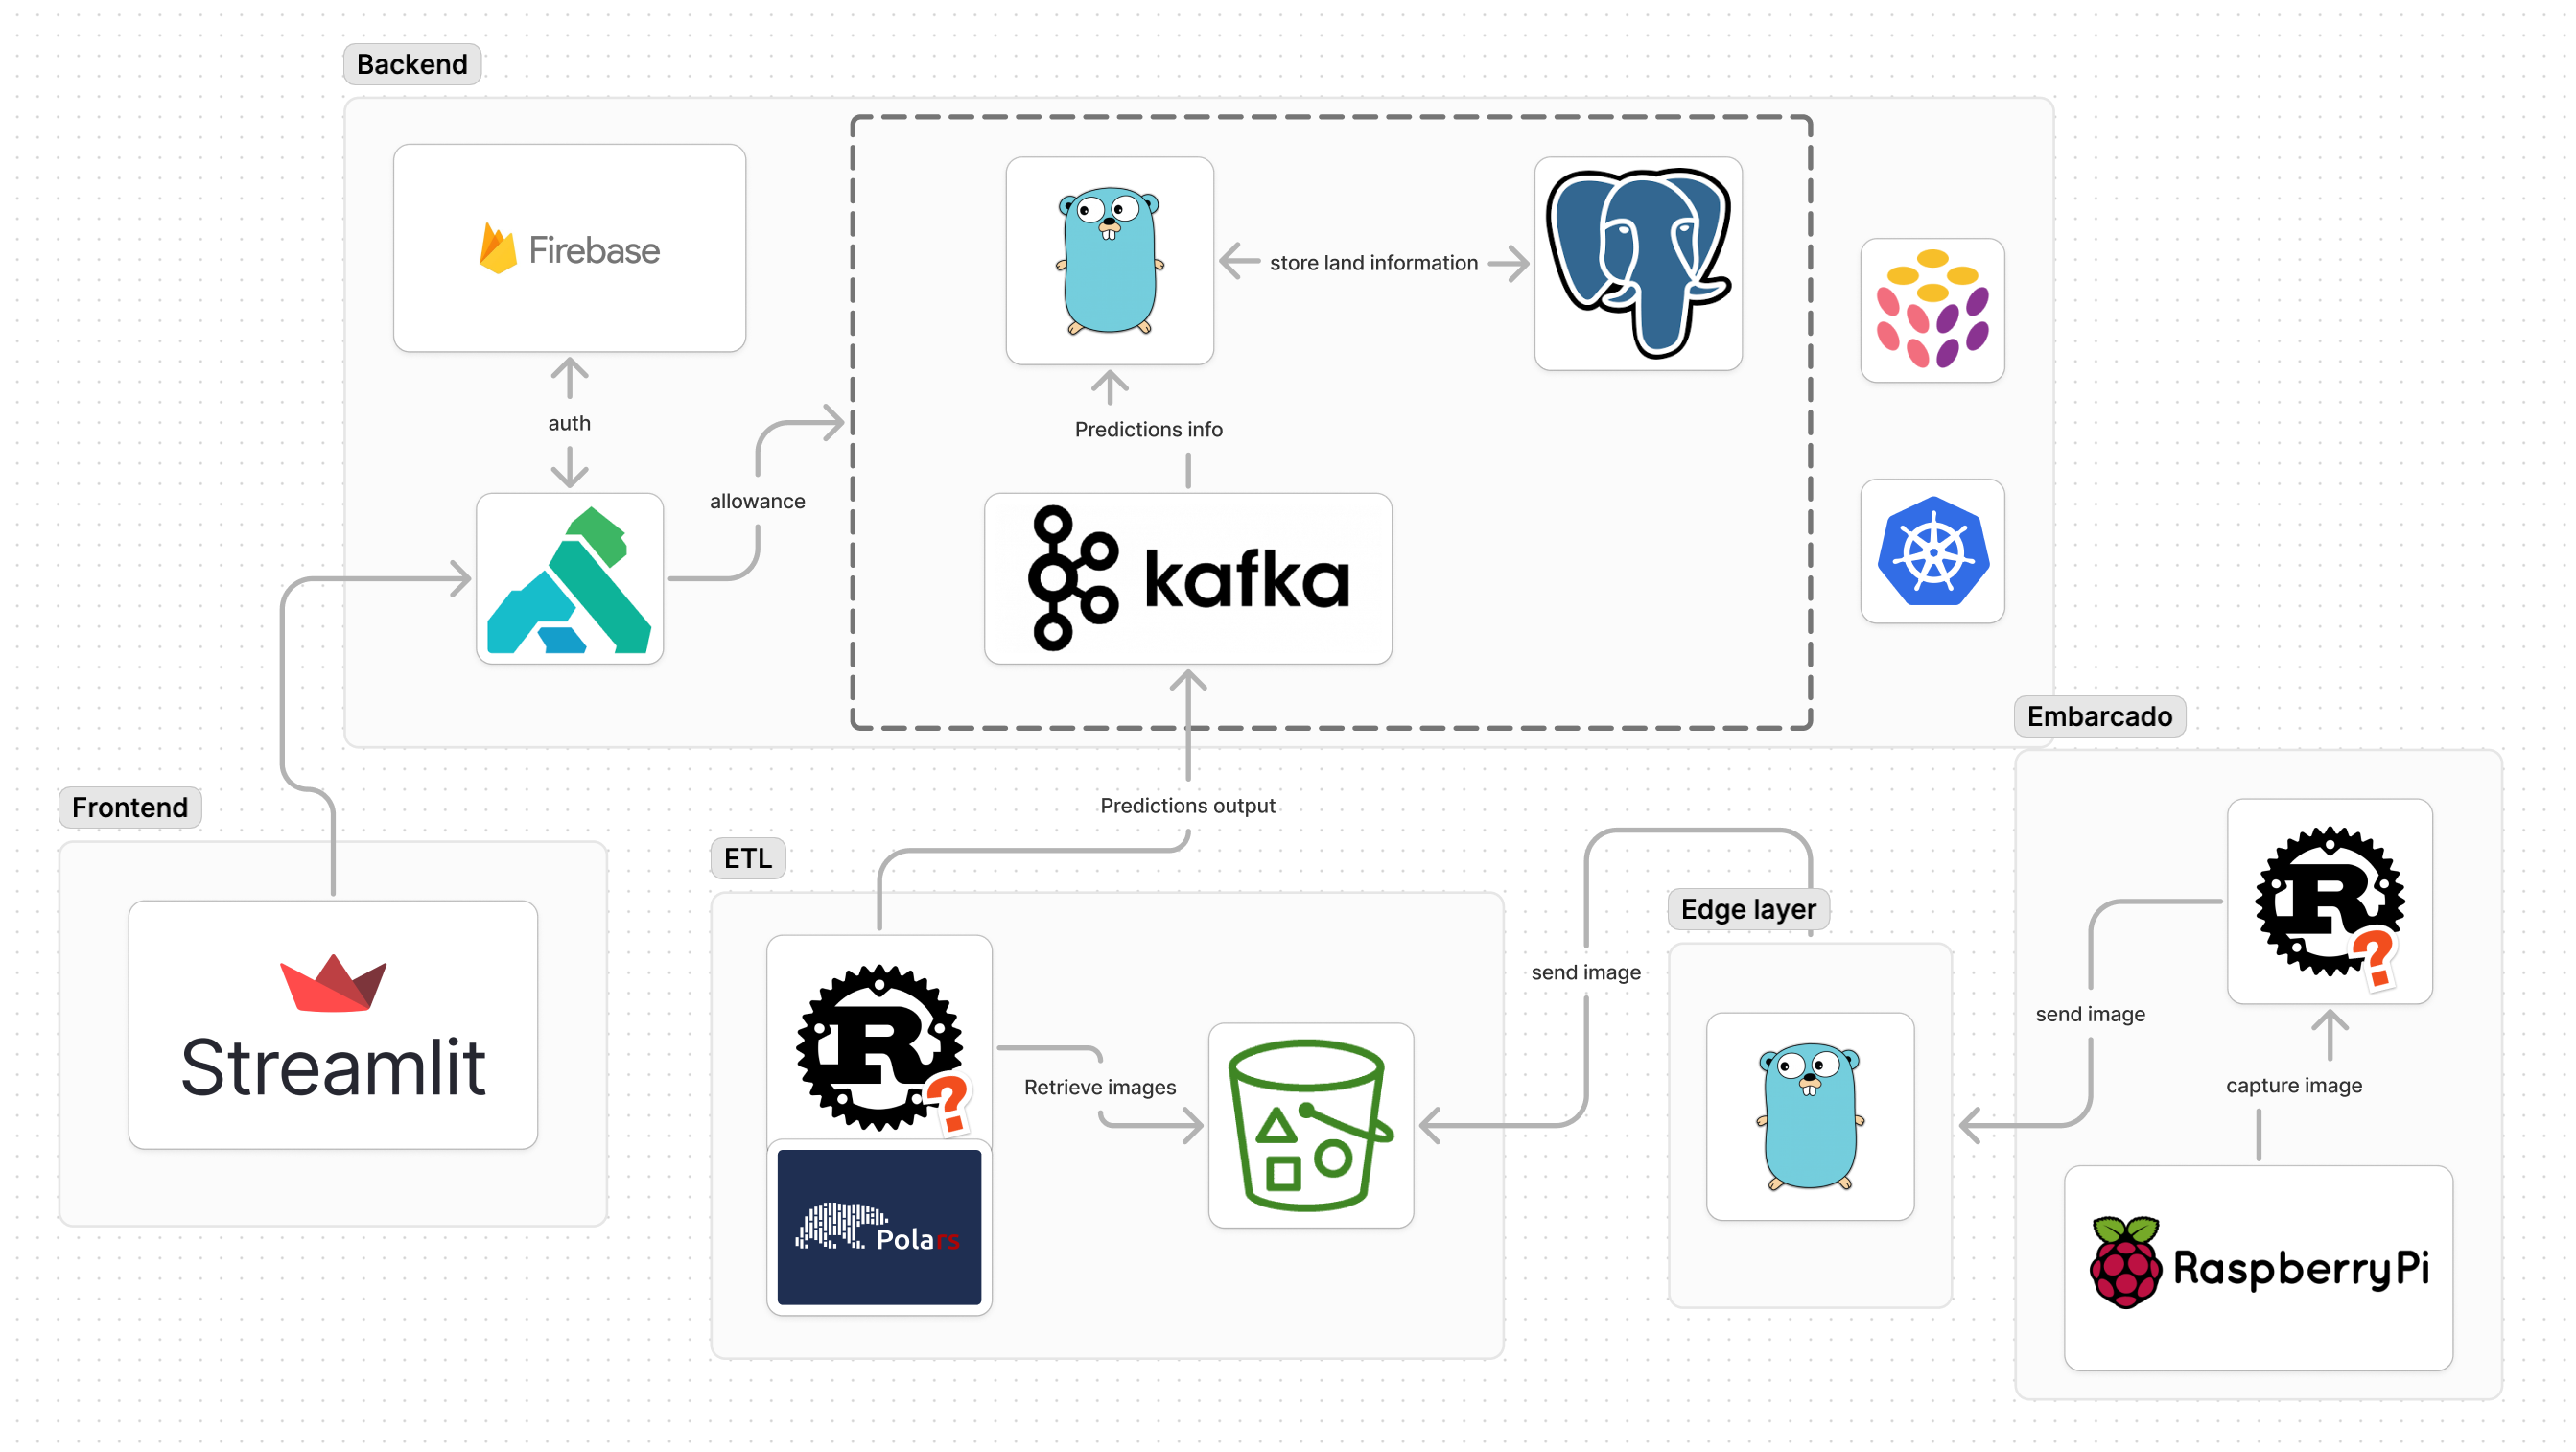 Backend
Firebase
auth
allowance
store land information
Predictions info
kafka
Predictions output
Frontend
Streamlit
ETL
R
?
Retrieve images
Polars
send image
Edge layer
Embarcado
R
?
send image
capture image
RaspberryPi